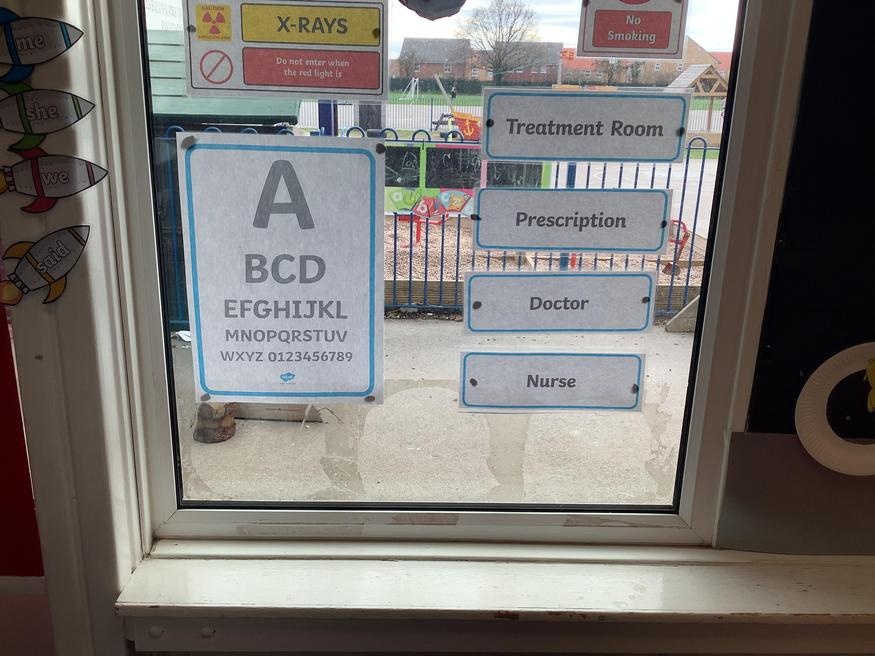 me
she
we
said
CAUTION
X-RAYS
Do not enter when
the red light is
No
Smoking
A
BCD
EFGHIJKL
MNOPQRSTUV
WXYZ 0123456789
Treatment Room
Prescription
Doctor
Nurse